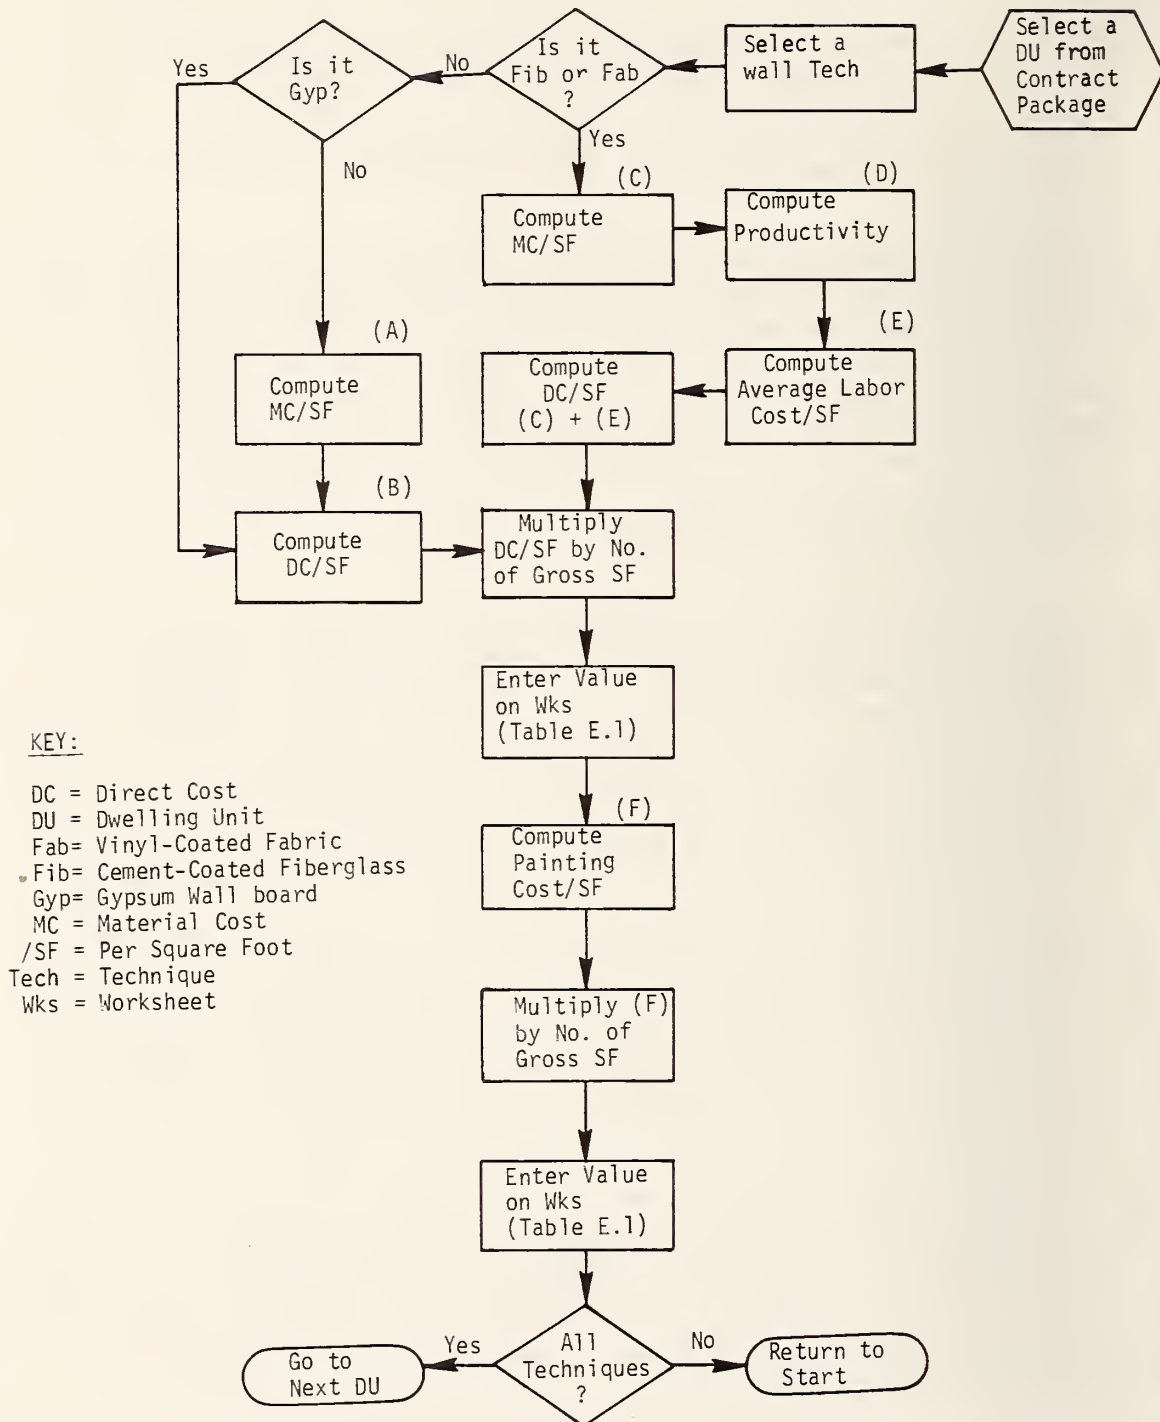 Select a
DU from
Contract
Package
Select a
wall Tech
Is it
Fib or Fab
?
No
Yes
Is it
Gyp?
Yes
No
(C)
Compute
MC/SF
(D)
Compute
Productivity
(E)
Compute
Average Labor
Cost/SF
Compute
DC/SF
(C) + (E)
(A)
Compute
MC/SF
(B)
Compute
DC/SF
Multiply
DC/SF by No.
of Gross SF
Enter Value
on Wks
(Table E.1)
(F)
Compute
Painting
Cost/SF
Multiply (F)
by No. of
Gross SF
Enter Value
on Wks
(Table E.1)
All
Techniques
?
Yes
Go to
Next DU
No
Return to
Start
KEY:
DC = Direct Cost
DU = Dwelling Unit
Fab= Vinyl-Coated Fabric
Fib= Cement-Coated Fiberglass
Gyp= Gypsum Wall board
MC = Material Cost
/SF = Per Square Foot
Tech = Technique
Wks = Worksheet